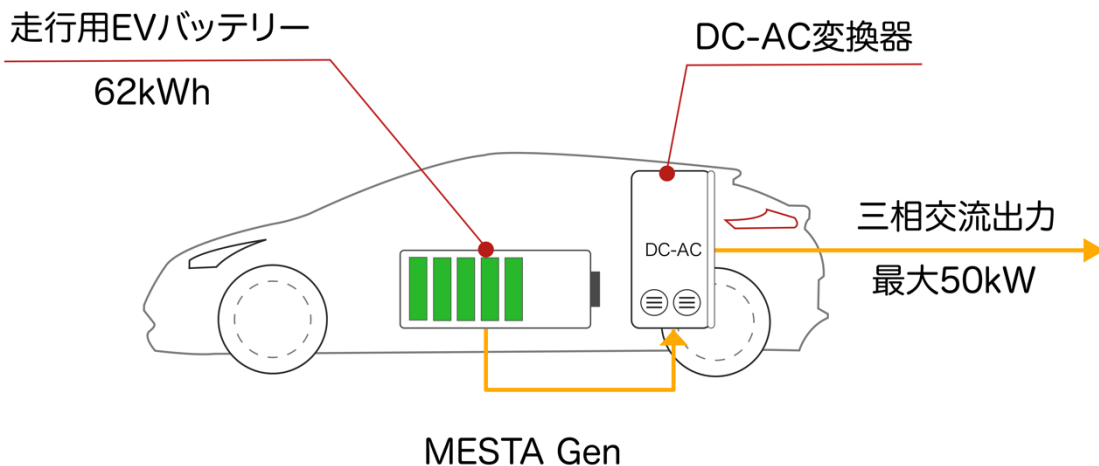 走行用EVバッテリー
62kWh
DC-AC変換器
DC-AC
三相交流出力
最大50kW
MESTA Gen